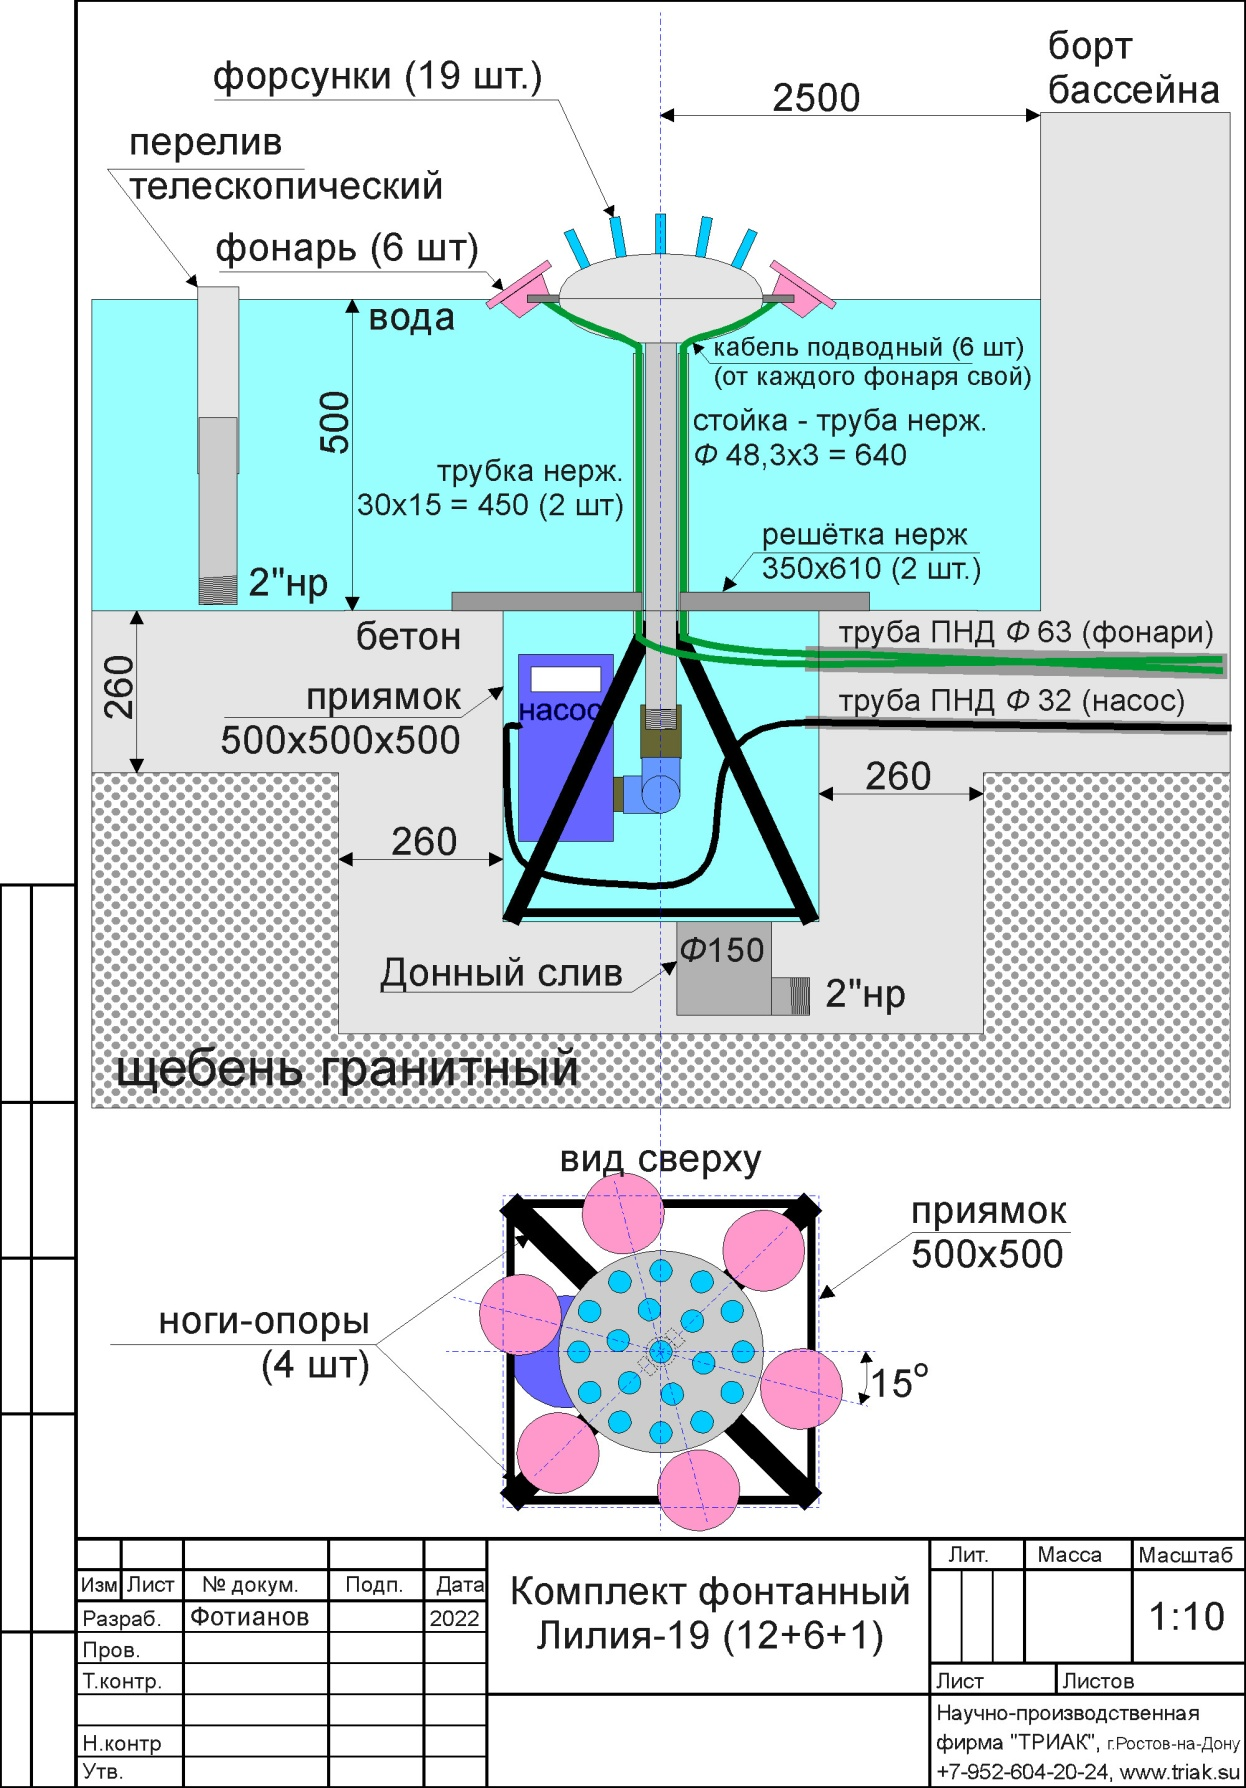 борт
бассейна
форсунки (19 шт.)
2500
перелив
телескопический
фонарь (6 шт)
вода
кабель подводный (6 шт)
(от каждого фонаря свой)
500
стойка - труба нерж.
Ф 48,3х3 = 640
трубка нерж.
30х15 = 450 (2 шт)
решётка нерж
350х610 (2 шт.)
2"нр
бетон
труба ПНД Ф 63 (фонари)
260
приямок
500х500х500
насос
труба ПНД Ф 32 (насос)
260
260
Ф150
Донный слив
2"нр
щебень гранитный
вид сверху
приямок
500х500
ноги-опоры
(4 шт)
15°
Лит.
Масса
Масштаб
Изм
Лист
№ докум.
Подп.
Дата
Комплект фонтанный
Лилия-19 (12+6+1)
1:10
Разраб.
Фотианов
2022
Пров.
Т.контр.
Лист
Листов
Н.контр
Утв.
Научно-производственная
фирма "ТРИАК", г.Ростов-на-Дону
+7-952-604-20-24, www.triak.su